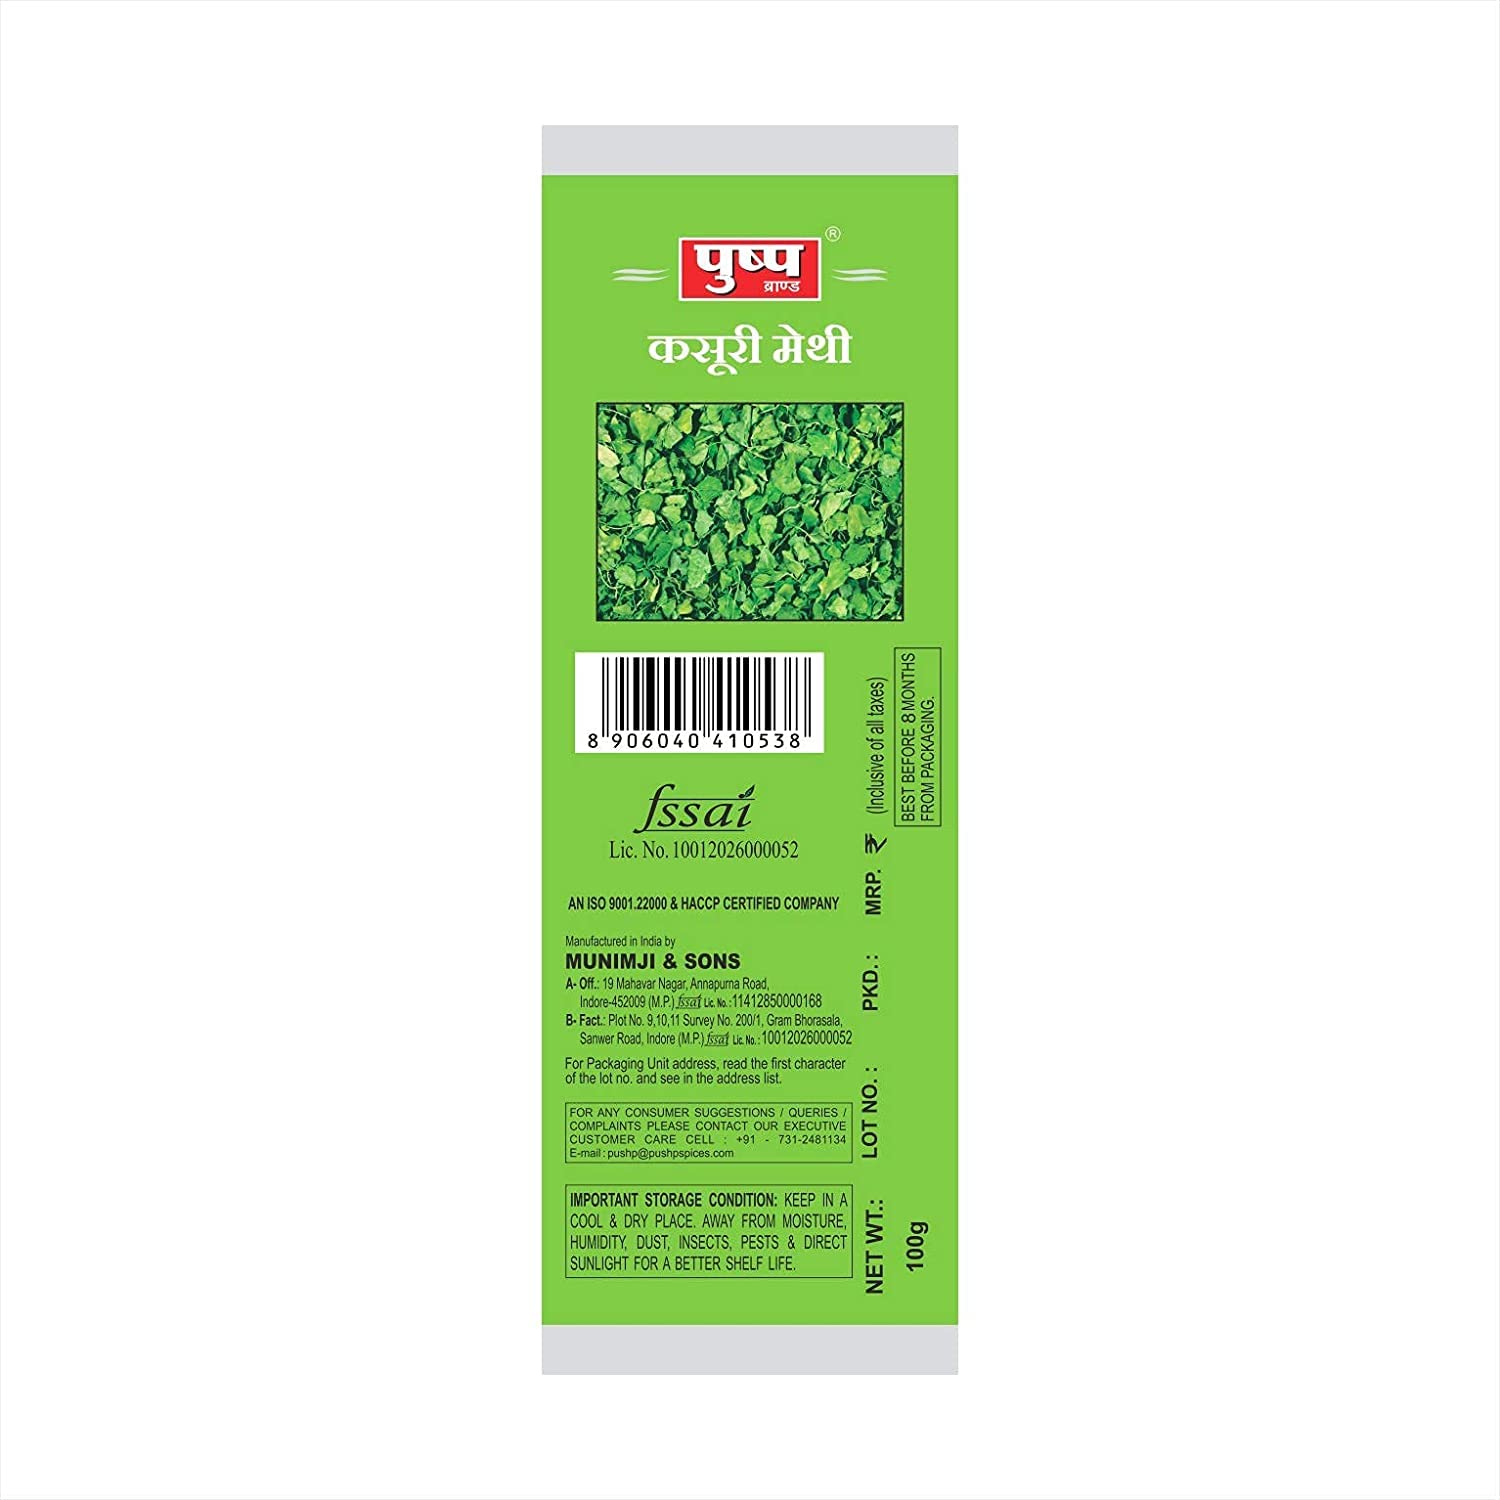 पुष्प
ब्राण्ड
®
कसूरी मेथी
8 906040 410538
fssai
Lic. No. 10012026000052
AN ISO 9001.22000 & HACCP CERTIFIED COMPANY
Manufactured in India by
MUNIMJI & SONS
A- Off.: 19 Mahavar Nagar, Annapurna Road,
Indore-452009 (M.P.) fssai Lic. No. : 11412850000168
B- Fact.: Plot No. 9,10,11 Survey No. 200/1, Gram Bhorasala,
Sanwer Road, Indore (M.P.) fssai Lic. No. : 10012026000052
For Packaging Unit address, read the first character
of the lot no. and see in the address list.
FOR ANY CONSUMER SUGGESTIONS / QUERIES /
COMPLAINTS PLEASE CONTACT OUR EXECUTIVE
CUSTOMER CARE CELL : +91 - 731-2481134
E-mail : pushp@pushpspices.com
IMPORTANT STORAGE CONDITION: KEEP IN A
COOL & DRY PLACE. AWAY FROM MOISTURE,
HUMIDITY, DUST, INSECTS, PESTS & DIRECT
SUNLIGHT FOR A BETTER SHELF LIFE.
NET WT.: LOT NO. : PKD. : MRP. ₹ (Inclusive of all taxes)
100g
BEST BEFORE 8 MONTHS
FROM PACKAGING.